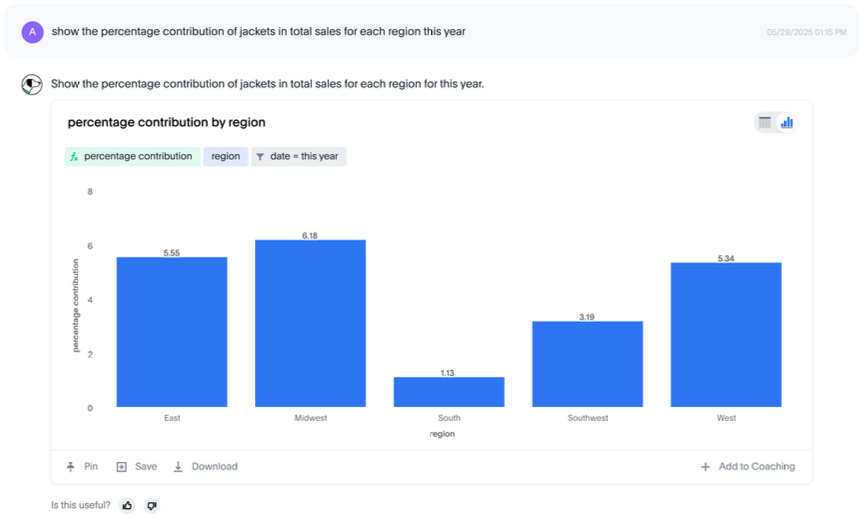 A show the percentage contribution of jackets in total sales for each region this year 05/29/2025 01:15 PM
Show the percentage contribution of jackets in total sales for each region for this year.
percentage contribution by region
fx percentage contribution region date = this year
8
6
4
2
0
percentage contribution
5.55 6.18 1.13 3.19 5.34
East Midwest South Southwest West
region
Pin Save Download + Add to Coaching
Is this useful?